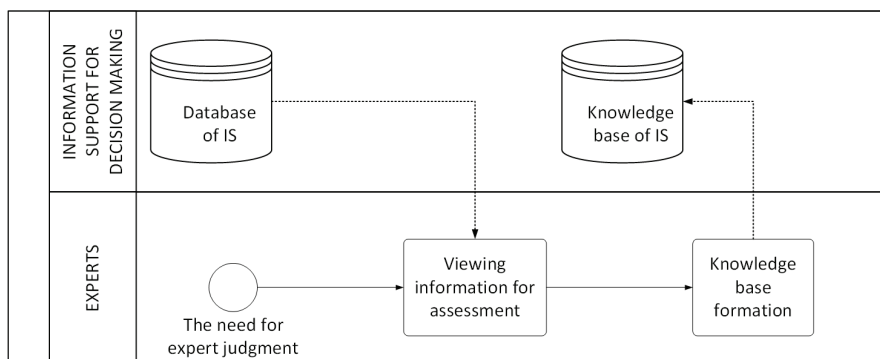 INFORMATION
SUPPORT FOR
DECISION MAKING
Database
of IS
Knowledge
base of IS
EXPERTS
The need for
expert judgment
Viewing
information for
assessment
Knowledge
base
formation